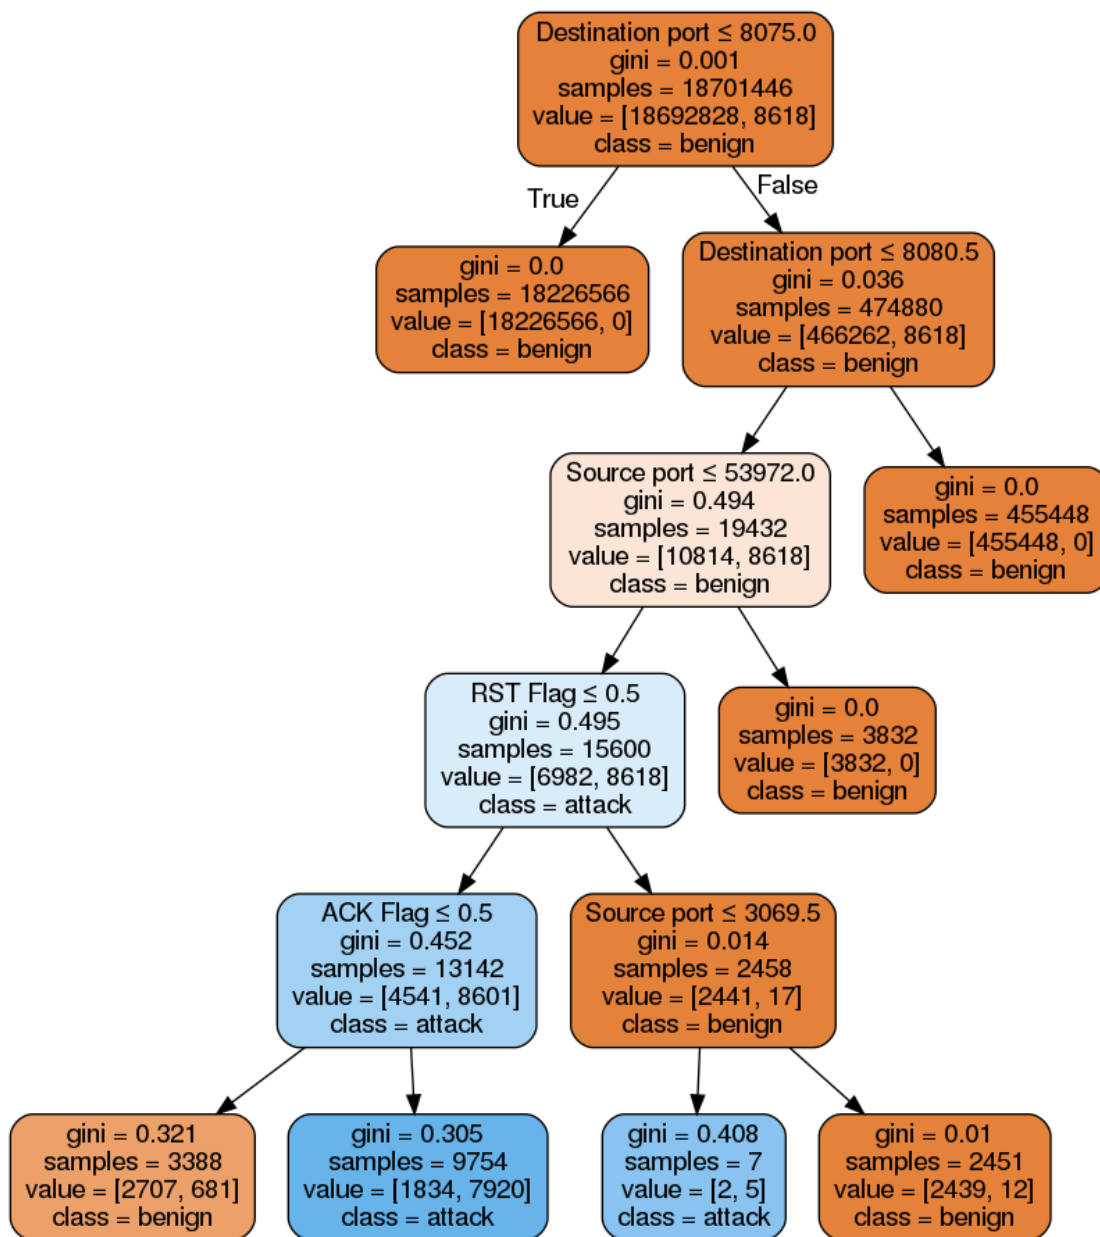 Destination port ≤ 8075.0
gini = 0.001
samples = 18701446
value = [18692828, 8618]
class = benign
True
False
gini = 0.0
samples = 18226566
value = [18226566, 0]
class = benign
Destination port ≤ 8080.5
gini = 0.036
samples = 474880
value = [466262, 8618]
class = benign
Source port ≤ 53972.0
gini = 0.494
samples = 19432
value = [10814, 8618]
class = benign
gini = 0.0
samples = 455448
value = [455448, 0]
class = benign
RST Flag ≤ 0.5
gini = 0.495
samples = 15600
value = [6982, 8618]
class = attack
gini = 0.0
samples = 3832
value = [3832, 0]
class = benign
ACK Flag ≤ 0.5
gini = 0.452
samples = 13142
value = [4541, 8601]
class = attack
Source port ≤ 3069.5
gini = 0.014
samples = 2458
value = [2441, 17]
class = benign
gini = 0.321
samples = 3388
value = [2707, 681]
class = benign
gini = 0.305
samples = 9754
value = [1834, 7920]
class = attack
gini = 0.408
samples = 7
value = [2, 5]
class = attack
gini = 0.01
samples = 2451
value = [2439, 12]
class = benign